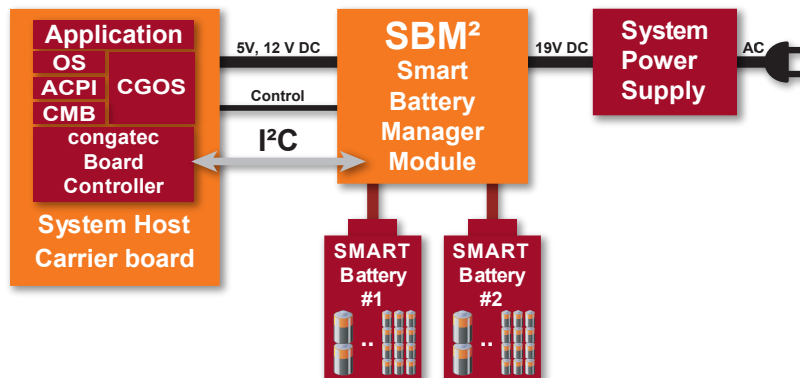 Application
OS
ACPI
CMB
CGOS
congatec
Board
Controller
System Host
Carrier board
5V, 12 V DC
Control
I²C
SBM²
Smart
Battery
Manager
Module
19V DC
System
Power
Supply
AC
SMART
Battery
#1
..
SMART
Battery
#2
..